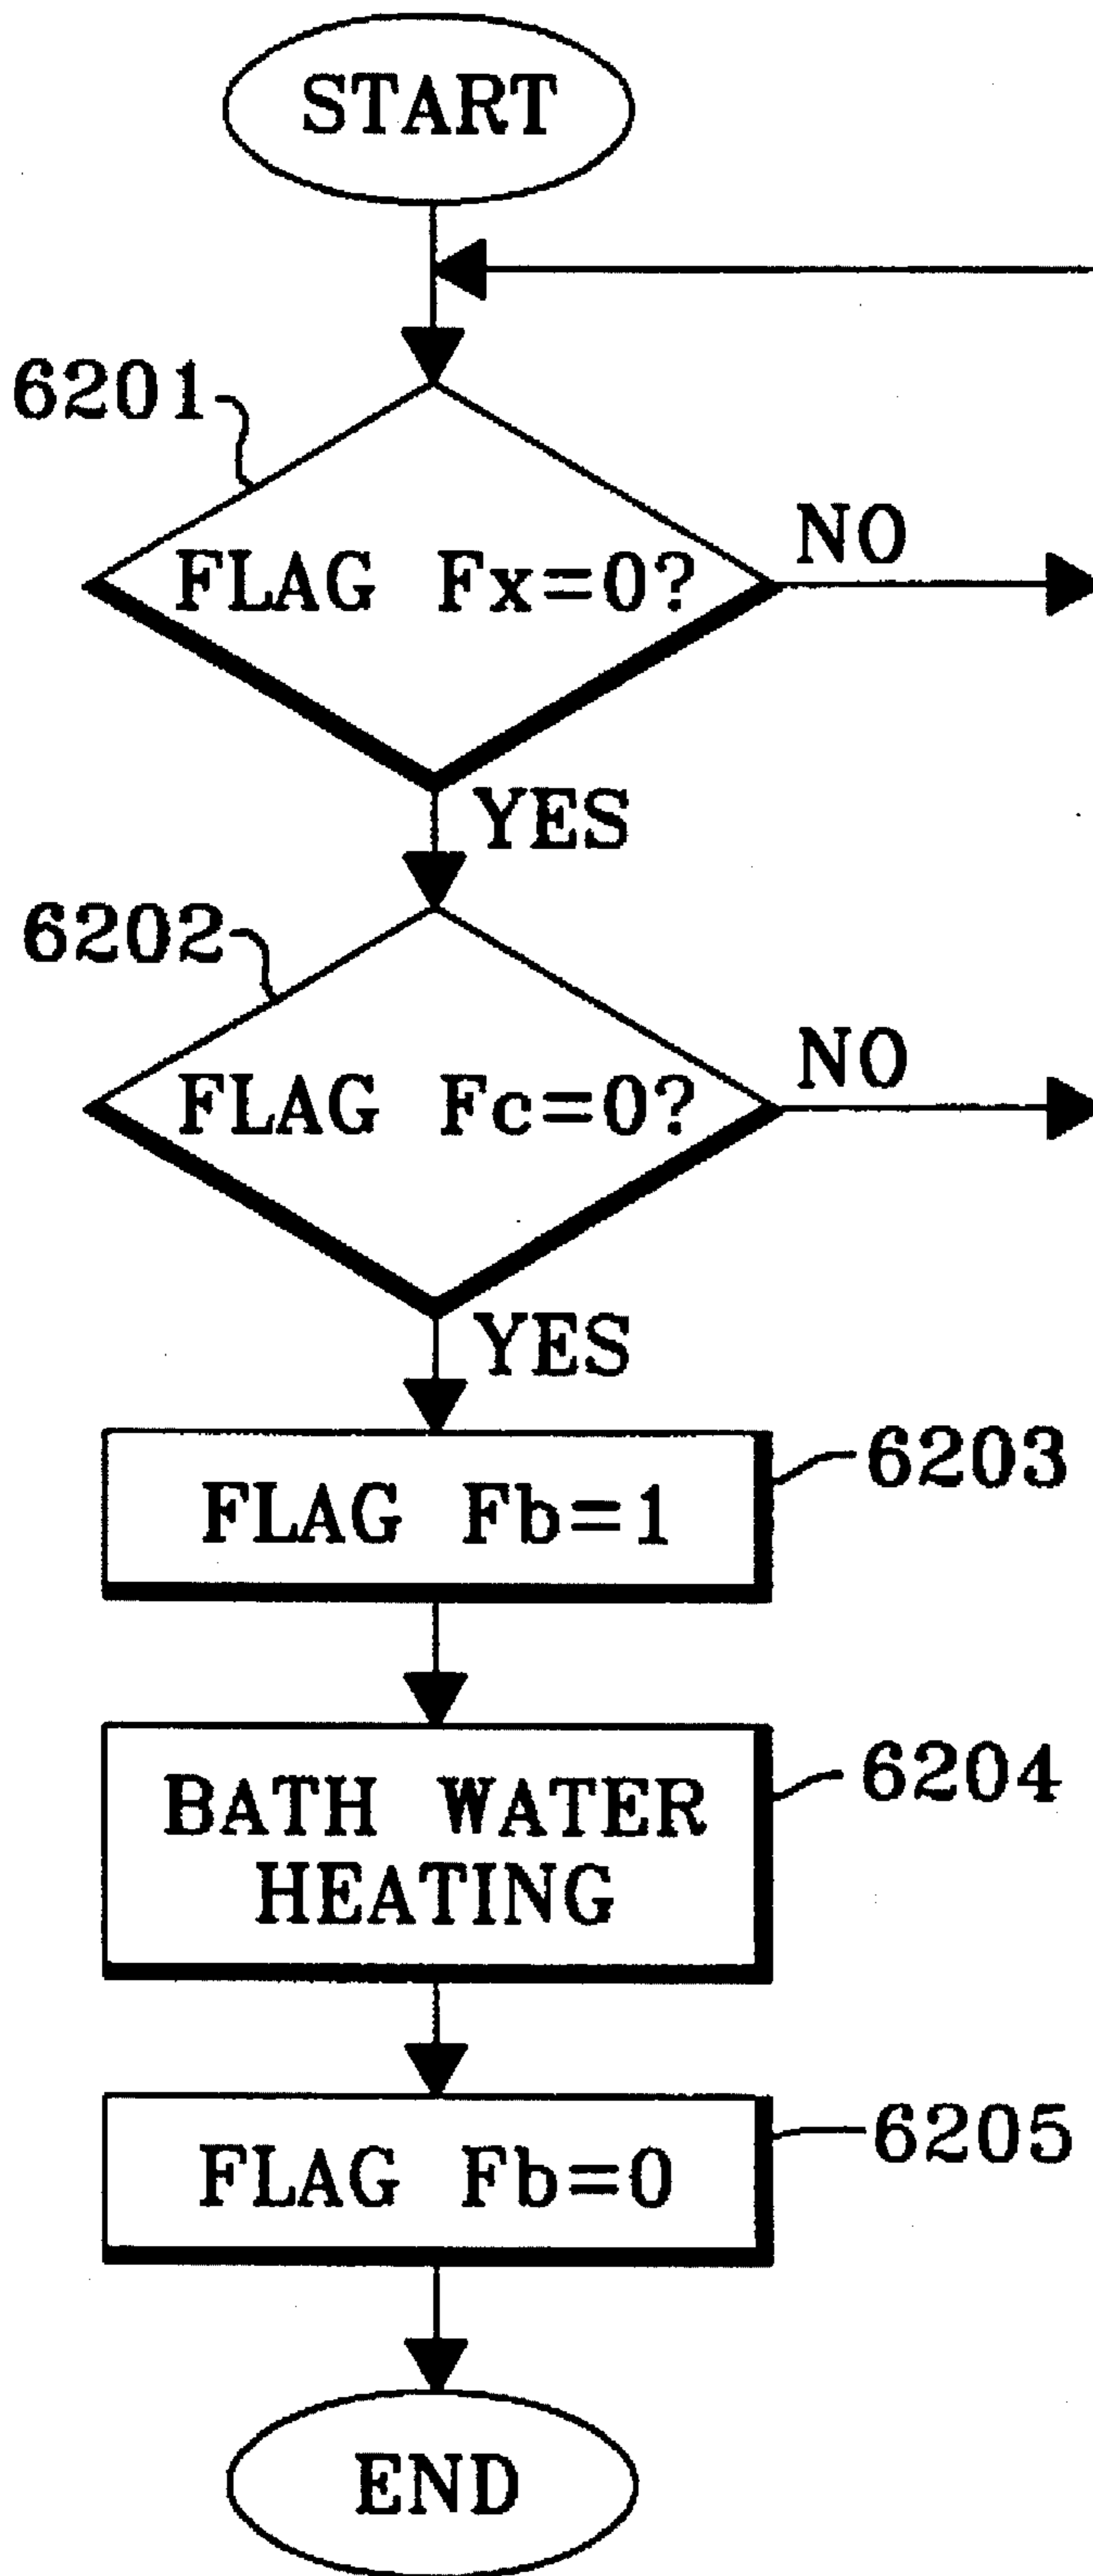 START
6201
FLAG Fx=0?
NO
YES
6202
FLAG Fc=0?
NO
YES
FLAG Fb=1
6203
BATH WATER
HEATING
6204
FLAG Fb=0
6205
END